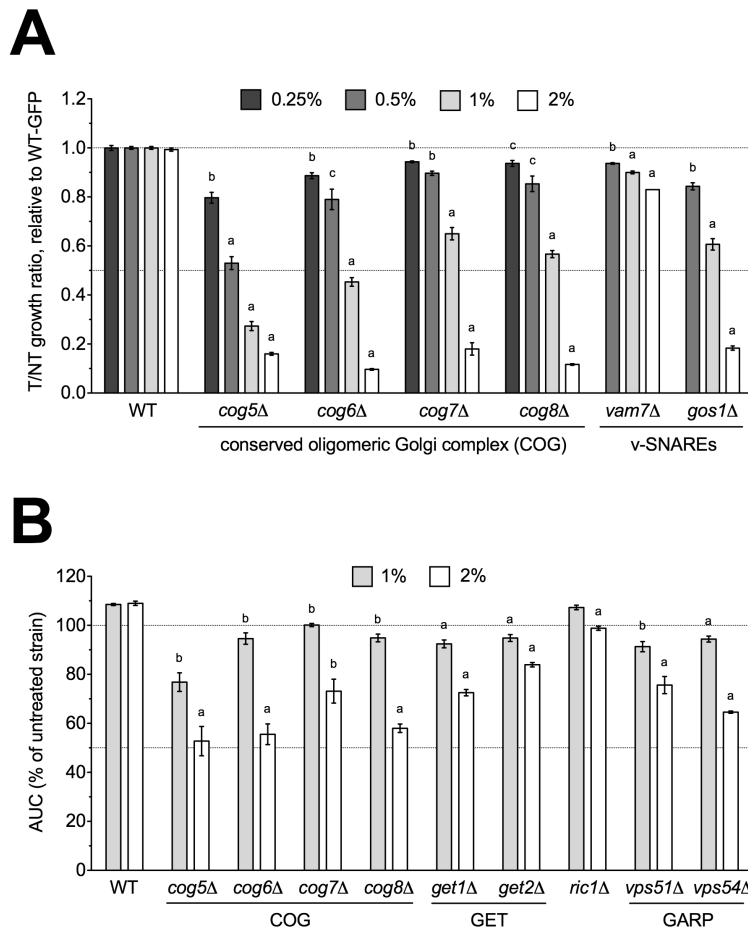 A
0.25% 0.5% 1% 2%
T/NT growth ratio, relative to WT-GFP
1.2
1.0
0.8
0.6
0.4
0.2
0.0
b a a a
b c a a
b b a a
c c a a
b a a
b a a
WT cog5Δ cog6Δ cog7Δ cog8Δ vam7Δ gos1Δ
conserved oligomeric Golgi complex (COG) v-SNAREs
B
1% 2%
AUC (% of untreated strain)
120
100
80
60
40
20
0
b a
b a
b b
b a
a a
a a
a
b a
a a
WT cog5Δ cog6Δ cog7Δ cog8Δ get1Δ get2Δ ric1Δ vps51Δ vps54Δ
COG GET GARP